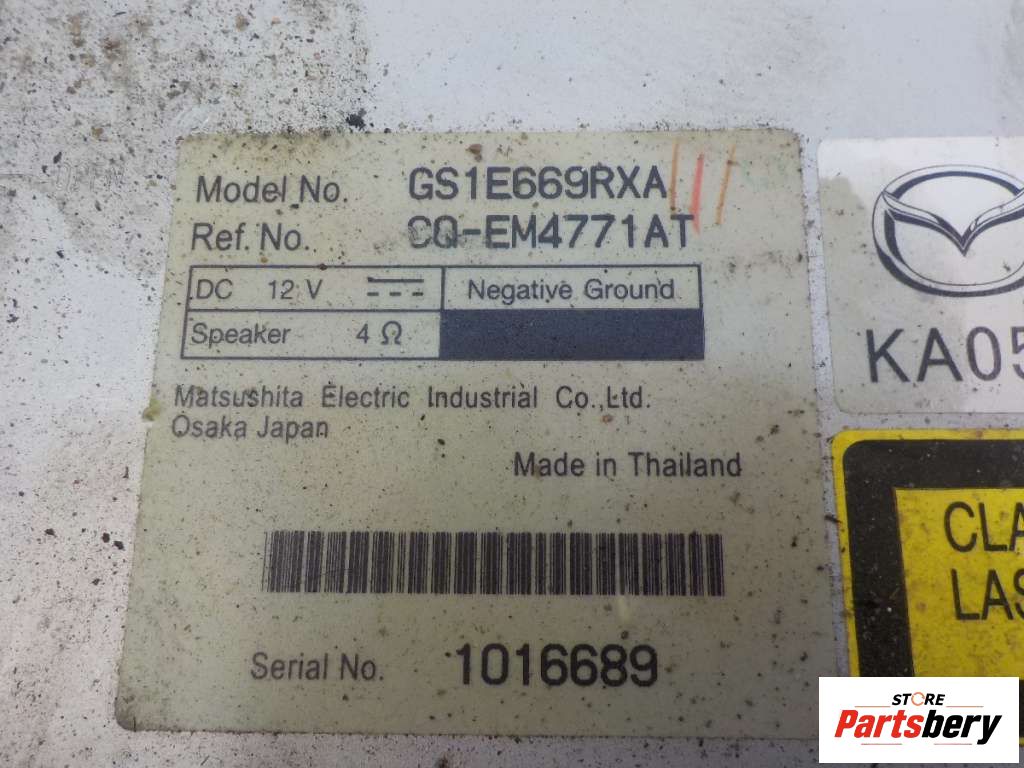 Model No. GS1E669RXA
Ref. No. CQ-EM4771AT
DC 12 V Negative Ground
Speaker 4 Ω
Matsushita Electric Industrial Co.,Ltd.
Osaka Japan
Made in Thailand
Serial No. 1016689
KA05
CLA
LAS
STORE
Partsbery